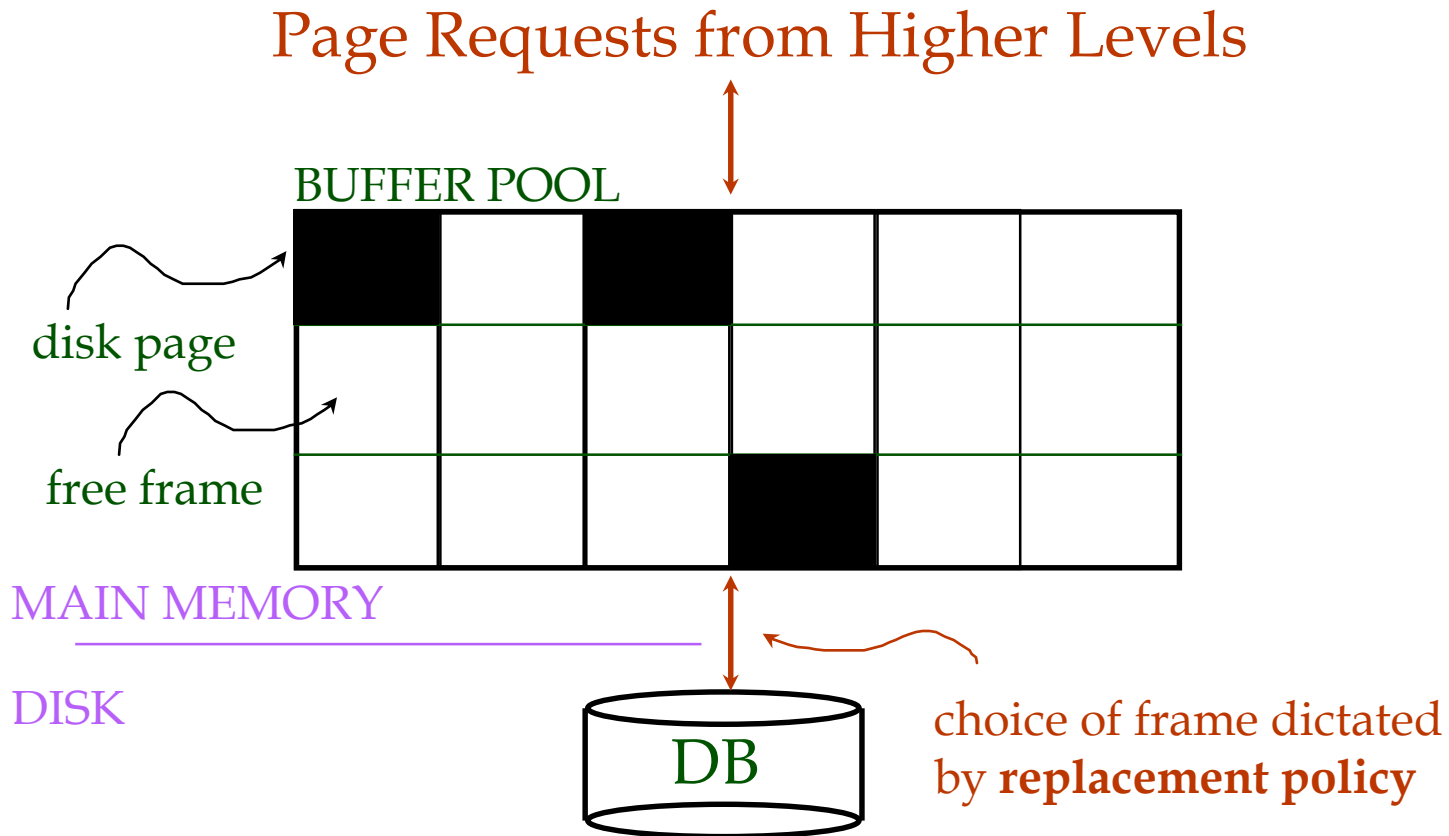 Page Requests from Higher Levels
BUFFER POOL
disk page
free frame
MAIN MEMORY
DISK
DB
choice of frame dictated
by replacement policy